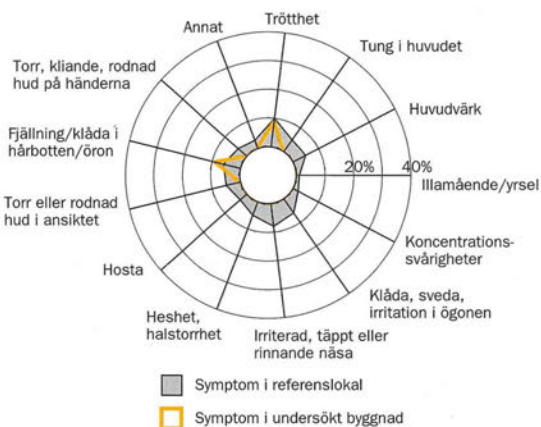 Trötthet
Annat
Tung i huvudet
Torr, kliande, rodnad
hud på händerna
Huvudvärk
Fjällning/klåda i
hårbotten/öron
20%
40%
Illamående/yrsel
Torr eller rodnad
hud i ansiktet
Koncentrations-
svårigheter
Hosta
Klåda, sveda,
irritation i ögonen
Heshet,
halstorrhet
Irriterad, täppt eller
rinnande näsa
Symptom i referenslokal
Symptom i undersökt byggnad